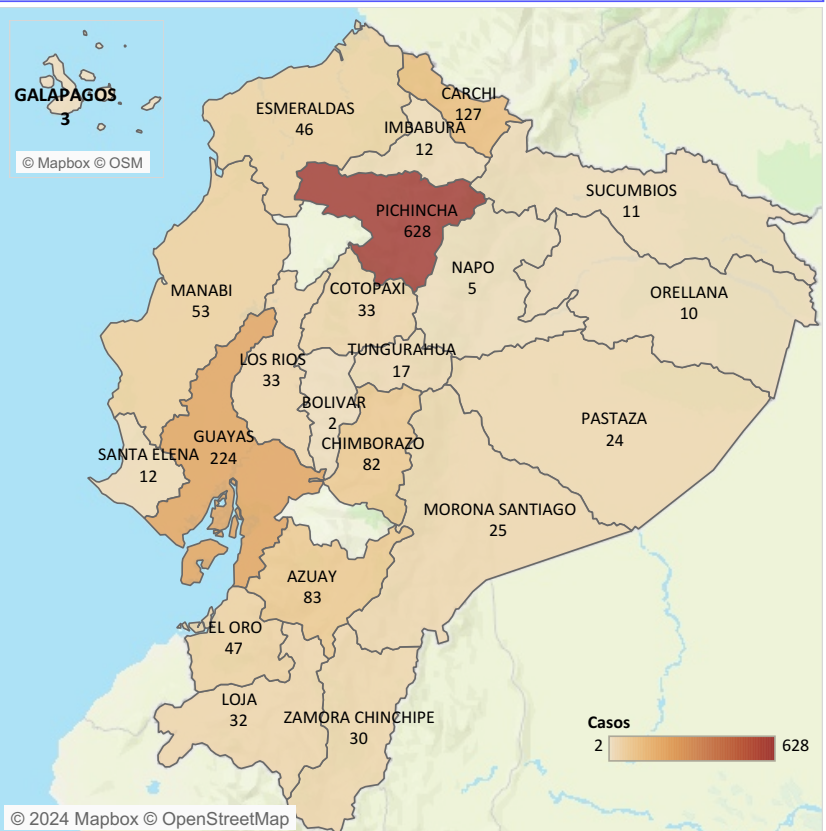 GALAPAGOS
3
© Mapbox © OSM
ESMERALDAS
46
CARCHI
127
IMBABURA
12
SUCUMBIOS
11
PICHINCHA
628
NAPO
5
ORELLANA
10
MANABI
53
COTOPAXI
33
LOS RIOS
33
TUNGURAHUA
17
BOLIVAR
2
PASTAZA
24
GUAYAS
224
CHIMBORAZO
82
SANTA ELENA
12
MORONA SANTIAGO
25
AZUAY
83
EL ORO
47
LOJA
32
ZAMORA CHINCHIPE
30
Casos
2 628
© 2024 Mapbox © OpenStreetMap